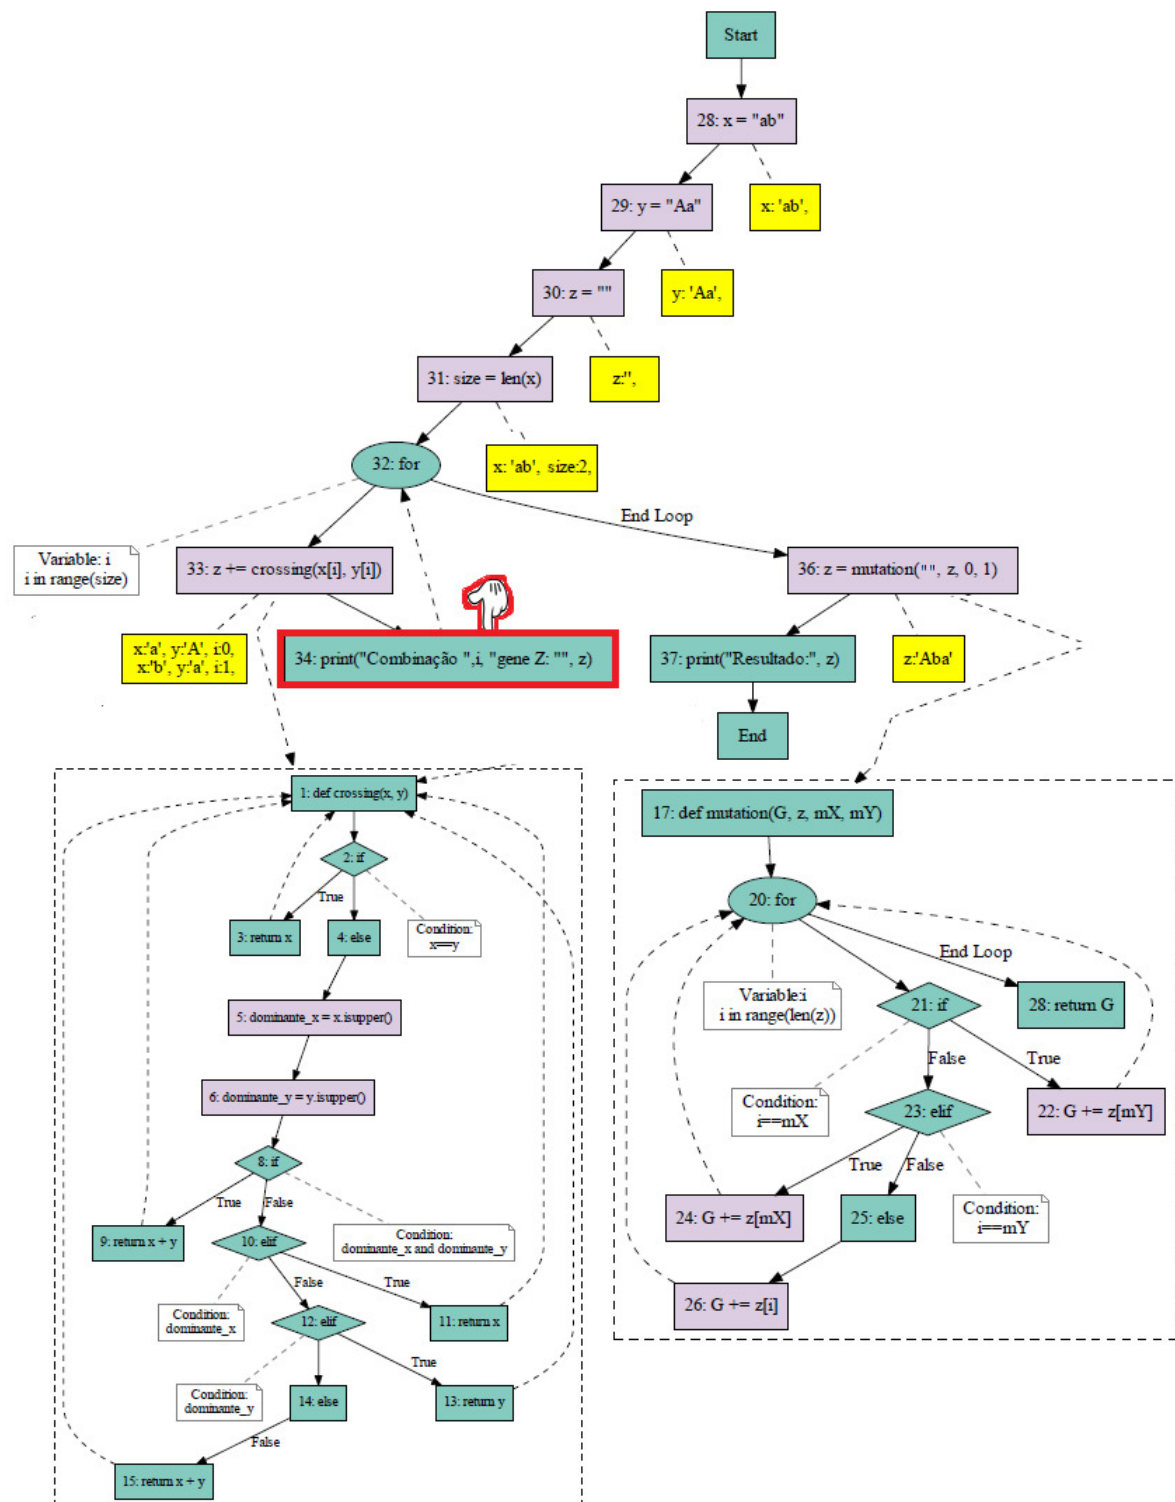 Start
28: x = "ab"
x: 'ab',
29: y = "Aa"
y: 'Aa',
30: z = ""
z:'',
31: size = len(x)
x: 'ab', size:2,
32: for
End Loop
Variable: i
i in range(size)
33: z += crossing(x[i], y[i])
36: z = mutation("", z, 0, 1)
x:'a', y:'A', i:0,
x:'b', y:'a', i:1,
34: print("Combinação ",i, "gene Z: "", z)
37: print("Resultado:", z)
z:'Aba'
End
1: def crossing(x, y)
2: if
True
3: return x
4: else
Condition:
x==y
5: dominante_x = x.isupper()
6: dominante_y = y.isupper()
8: if
True
False
9: return x + y
10: elif
Condition:
dominante_x and dominante_y
False
True
Condition:
dominante_x
12: elif
11: return x
True
Condition:
dominante_y
14: else
13: return y
False
15: return x + y
17: def mutation(G, z, mX, mY)
20: for
End Loop
Variable:i
i in range(len(z))
21: if
28: return G
False
True
Condition:
i==mX
23: elif
22: G += z[mY]
True
False
24: G += z[mX]
25: else
Condition:
i==mY
26: G += z[i]